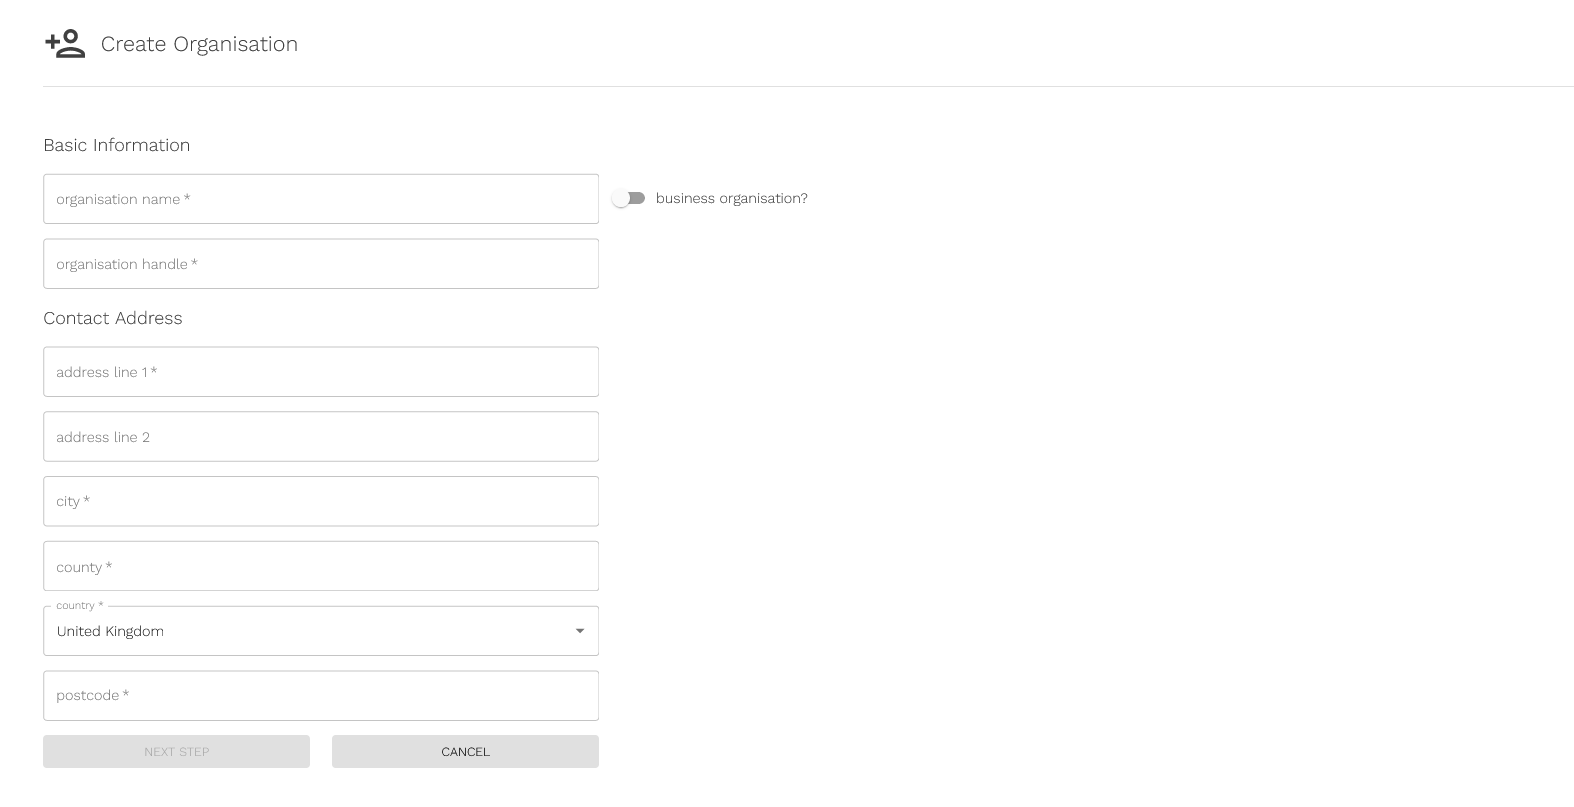 Create Organisation
Basic Information
organisation name *
business organisation?
organisation handle *
Contact Address
address line 1 *
address line 2
city *
county *
country *
United Kingdom
postcode *
NEXT STEP
CANCEL